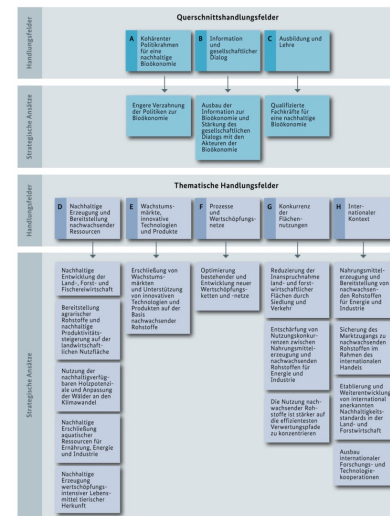 Querschnittshandlungsfelder
Handlungsfelder
A Kohärenter
Politikrahmen
für eine
nachhaltige
Bioökonomie
B Information
und
gesellschaftlicher
Dialog
C Ausbildung und
Lehre
Strategische Ansätze
Engere Verzahnung
der Politiken zur
Bioökonomie
Ausbau der
Information zur
Bioökonomie und
Stärkung des
gesellschaftlichen
Dialogs mit den
Akteuren der
Bioökonomie
Qualifizierte
Fachkräfte für
eine nachhaltige
Bioökonomie
Thematische Handlungsfelder
Handlungsfelder
D Nachhaltige
Erzeugung und
Bereitstellung
nachwachsender
Ressourcen
E Wachstums-
märkte,
innovative
Technologien
und Produkte
F Prozesse
und
Wertschöpfungs-
netze
G Konkurrenz
der
Flächen-
nutzungen
H Inter-
nationaler
Kontext
Strategische Ansätze
Nachhaltige
Entwicklung der
Land-, Forst- und
Fischereiwirtschaft
Bereitstellung
agrarischer
Rohstoffe und
nachhaltige
Produktivitäts-
steigerung auf der
landwirtschaft-
lichen Nutzfläche
Nutzung der
nachhaltigverfüg-
baren Holzpotenzi-
ale und Anpassung
der Wälder an den
Klimawandel
Nachhaltige
Erschließung
aquatischer
Ressourcen für
Ernährung, Energie
und Industrie
Nachhaltige
Erzeugung
wertschöpfungs-
intensiver Lebens-
mittel tierischer
Herkunft
Erschließung von
Wachstums-
märkten
und Unterstützung
von innovativen
Technologien und
Produkten auf der
Basis
nachwachsender
Rohstoffe
Optimierung
bestehender und
Entwicklung neuer
Wertschöpfungs-
ketten und -netze
Reduzierung der
Inanspruchnahme
land- und forst-
wirtschaftlicher
Flächen durch
Siedlung und
Verkehr
Entschärfung von
Nutzungskonkur-
renzen zwischen
Nahrungsmittel-
erzeugung und
nachwachsenden
Rohstoffen für
Energie und
Industrie
Die Nutzung nach-
wachsender Roh-
stoffe ist stärker auf
die effizientesten
Verwertungspfade
zu konzentrieren
Nahrungsmittel-
erzeugung und
Bereitstellung von
nachwachsen-
den Rohstoffen für
Energie und
Industrie
Sicherung des
Marktzugangs zu
nachwachsenden
Rohstoffen im
Rahmen des
internationalen
Handels
Etablierung und
Weiterentwicklung
von international
anerkannten
Nachhaltigkeits-
standards in der
Land- und
Forstwirtschaft
Ausbau
internationaler
Forschungs- und
Technologie-
kooperationen